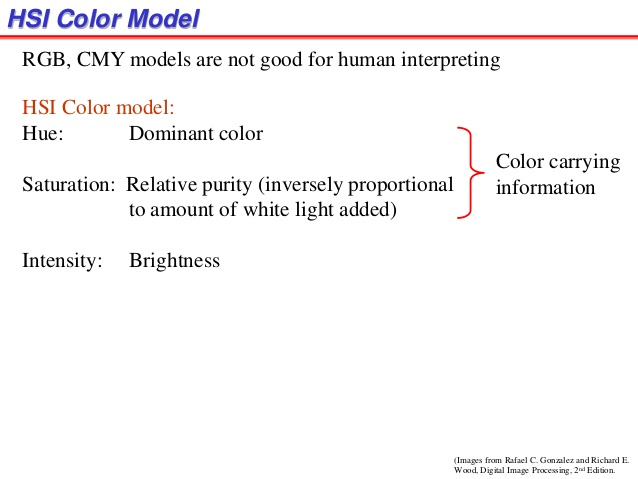 HSI Color Model
RGB, CMY models are not good for human interpreting
HSI Color model:
Hue: Dominant color
Saturation: Relative purity (inversely proportional
to amount of white light added)
Color carrying
information
Intensity: Brightness
(Images from Rafael C. Gonzalez and Richard E.
Wood, Digital Image Processing, 2nd Edition.